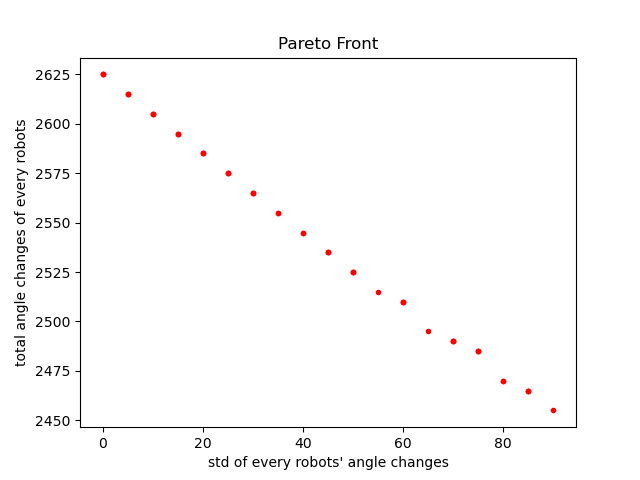 Pareto Front
total angle changes of every robots
2625
2600
2575
2550
2525
2500
2475
2450
0 20 40 60 80
std of every robots' angle changes